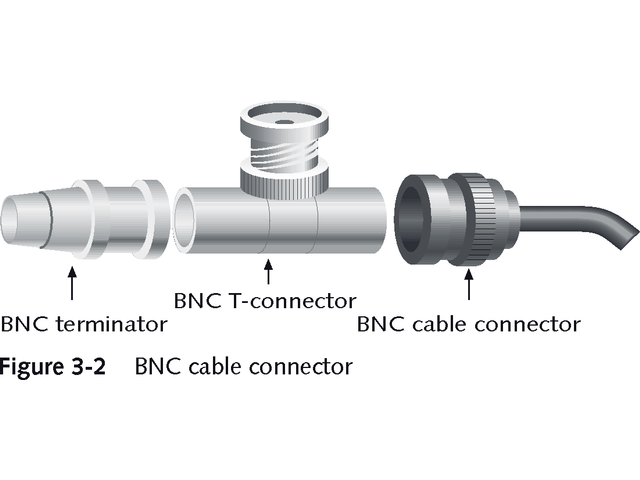 BNC T-connector
BNC terminator
BNC cable connector
Figure 3-2 BNC cable connector